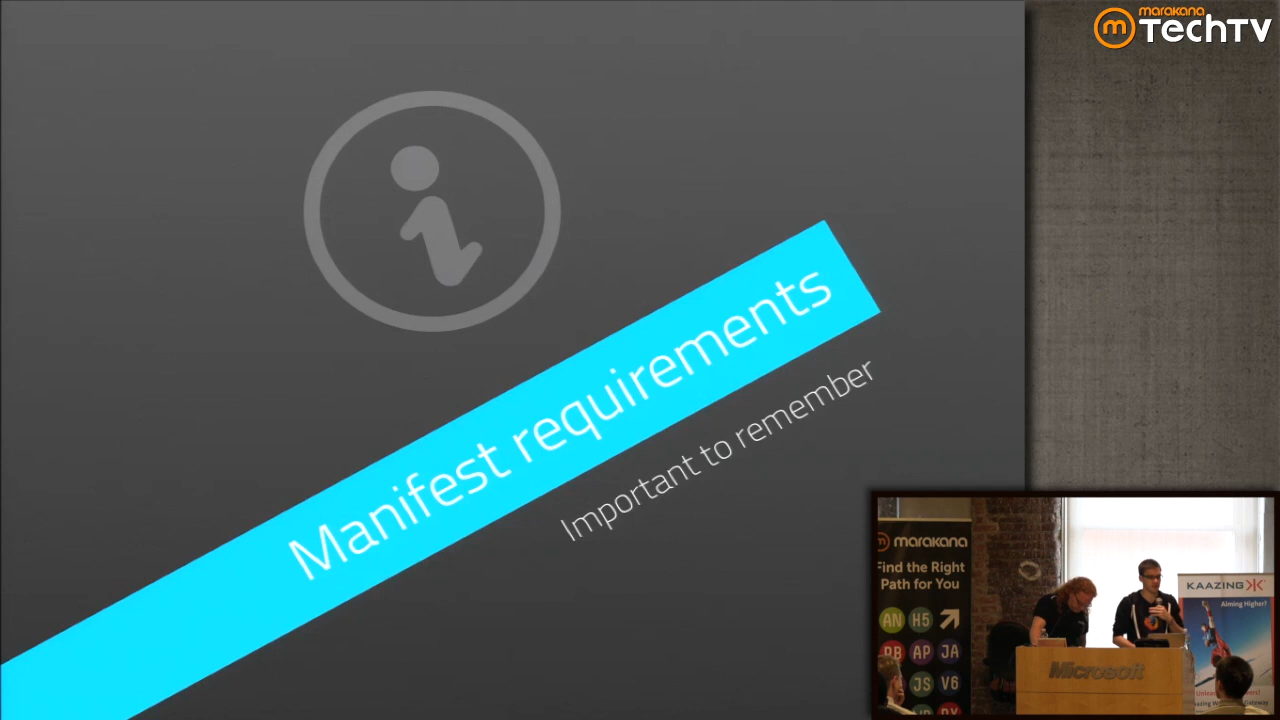 marakana
m TechTV
Manifest requirements
Important to remember
m marakana
Find the Right
Path for You
AN H5
AP JA
JS V6
KAAZING
Aiming Higher?
Microsoft